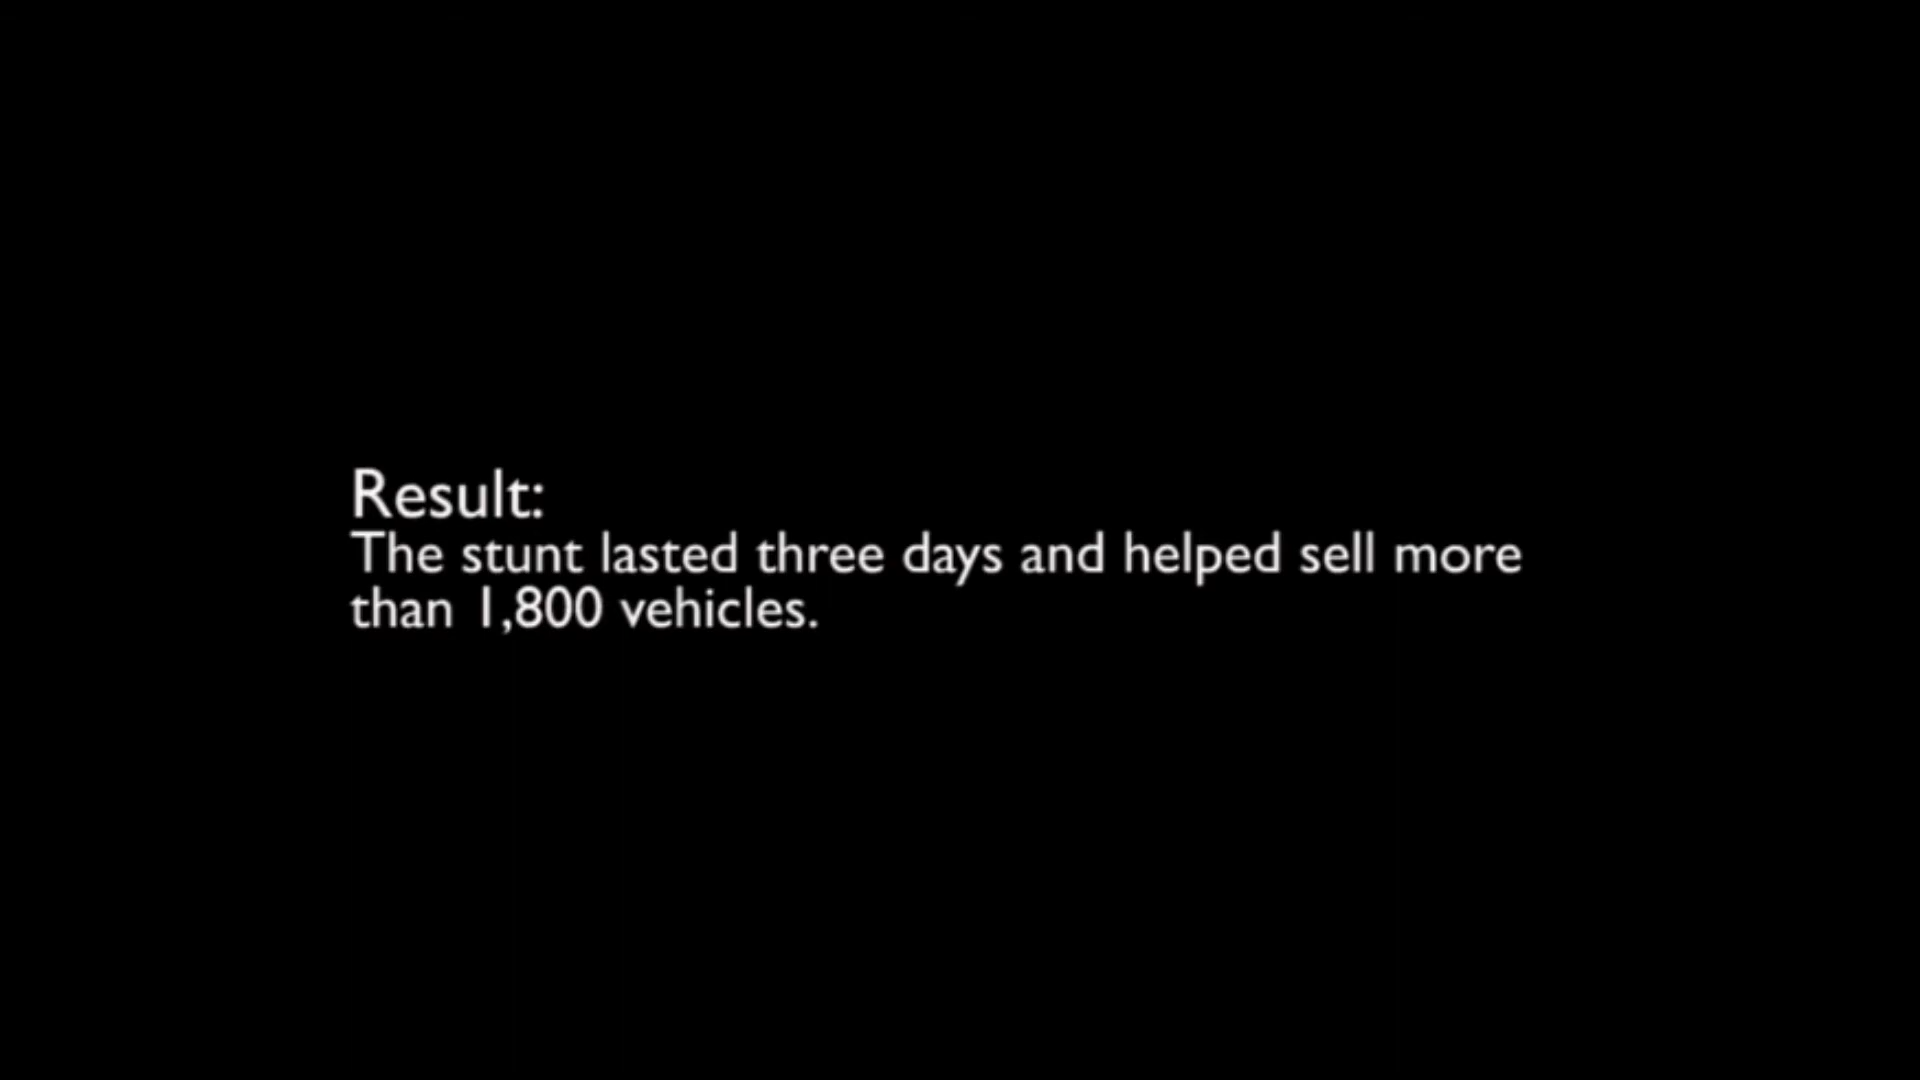 Result:
The stunt lasted three days and helped sell more
than 1,800 vehicles.